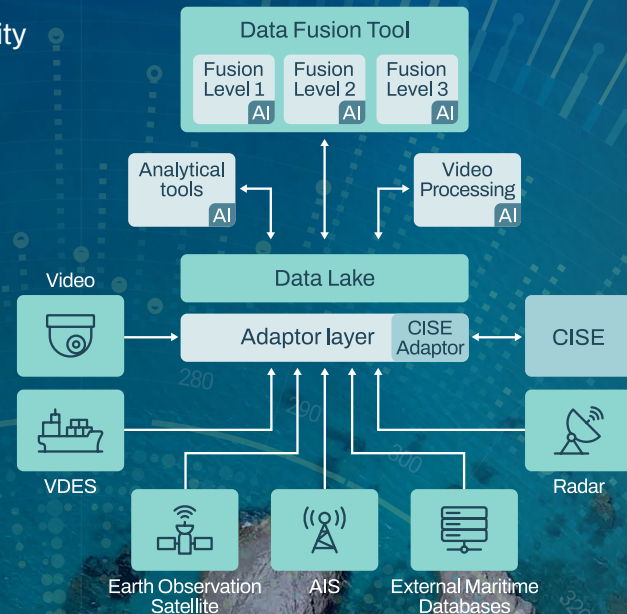 ity
Data Fusion Tool
Fusion
Level 1
AI
Fusion
Level 2
AI
Fusion
Level 3
AI
Analytical
tools
AI
Video
Processing
AI
Data Lake
Video
Adaptor layer
CISE
Adaptor
CISE
VDES
Radar
Earth Observation
Satellite
AIS
External Maritime
Databases
280
290
300